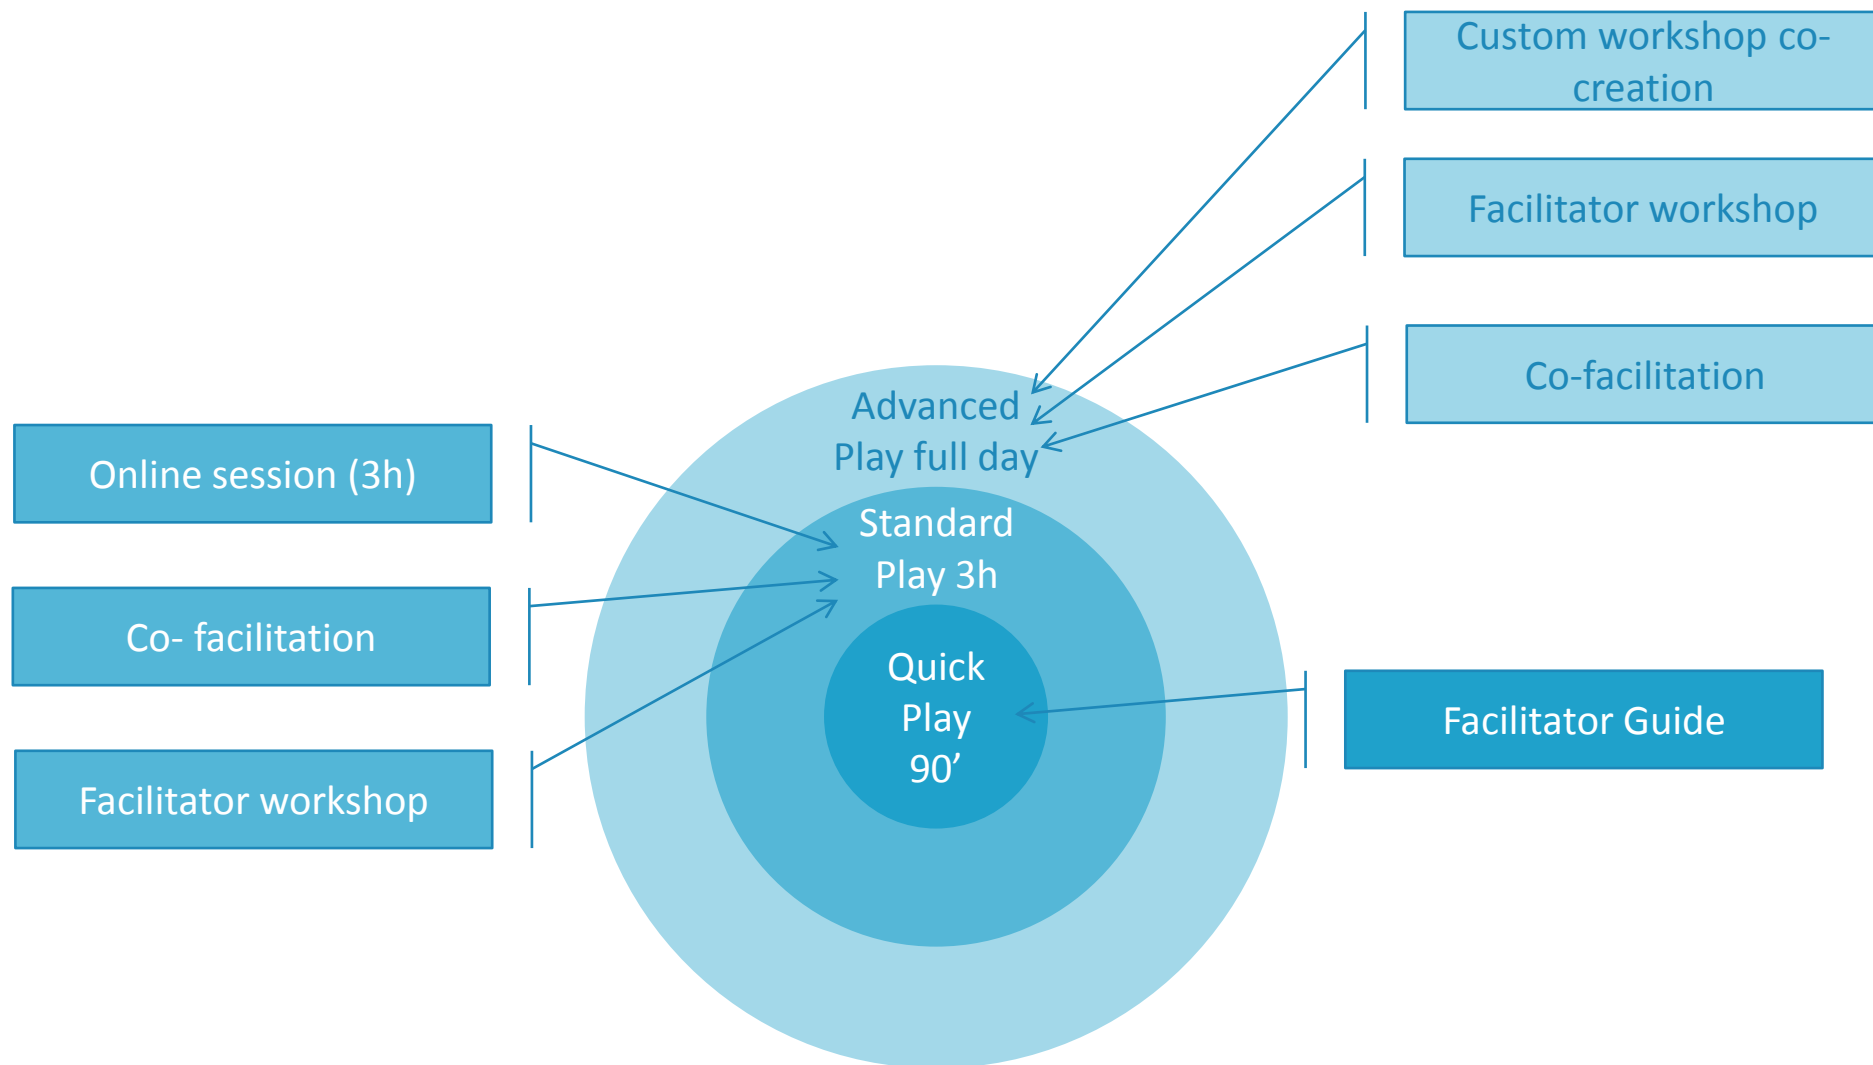 Custom workshop co-
creation
Facilitator workshop
Co-facilitation
Advanced
Play full day
Online session (3h)
Standard
Play 3h
Co- facilitation
Quick
Play
90’
Facilitator Guide
Facilitator workshop